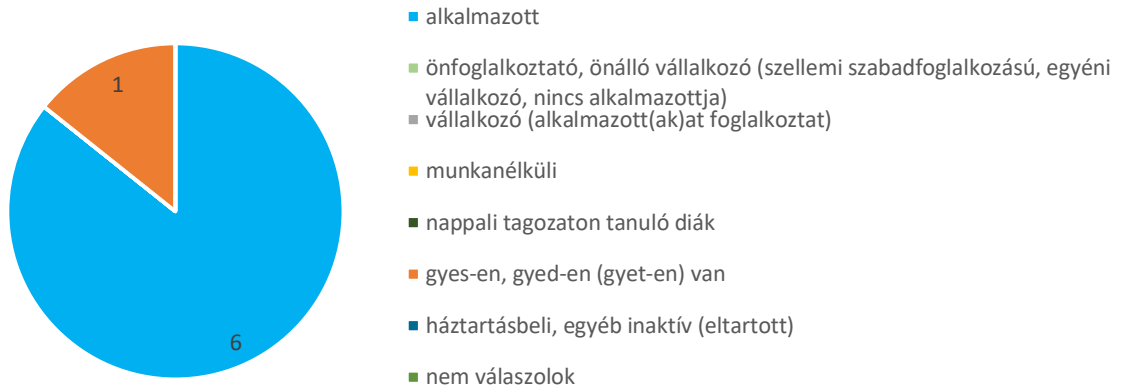 1
6
alkalmazott
önfoglalkoztató, önálló vállalkozó (szellemi szabadfoglalkozású, egyéni
vállalkozó, nincs alkalmazottja)
vállalkozó (alkalmazott(ak)at foglalkoztat)
munkanélküli
nappali tagozaton tanuló diák
gyes-en, gyed-en (gyet-en) van
háztartásbeli, egyéb inaktív (eltartott)
nem válaszolok